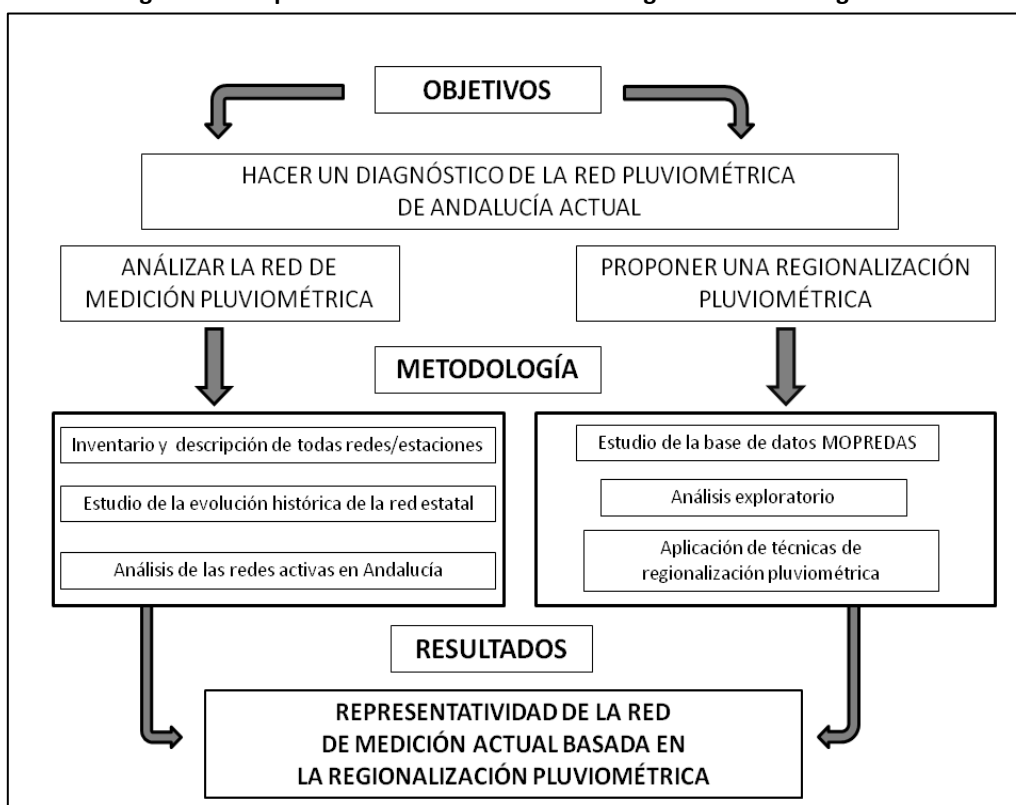 OBJETIVOS
HACER UN DIAGNÓSTICO DE LA RED PLUVIOMÉTRICA
DE ANDALUCÍA ACTUAL
ANÁLIZAR LA RED DE
MEDICIÓN PLUVIOMÉTRICA
PROPONER UNA REGIONALIZACIÓN
PLUVIOMÉTRICA
METODOLOGÍA
Inventario y descripción de todas redes/estaciones
Estudio de la evolución histórica de la red estatal
Análisis de las redes activas en Andalucía
Estudio de la base de datos MOPREDAS
Análisis exploratorio
Aplicación de técnicas de
regionalización pluviométrica
RESULTADOS
REPRESENTATIVIDAD DE LA RED
DE MEDICIÓN ACTUAL BASADA EN
LA REGIONALIZACIÓN PLUVIOMÉTRICA